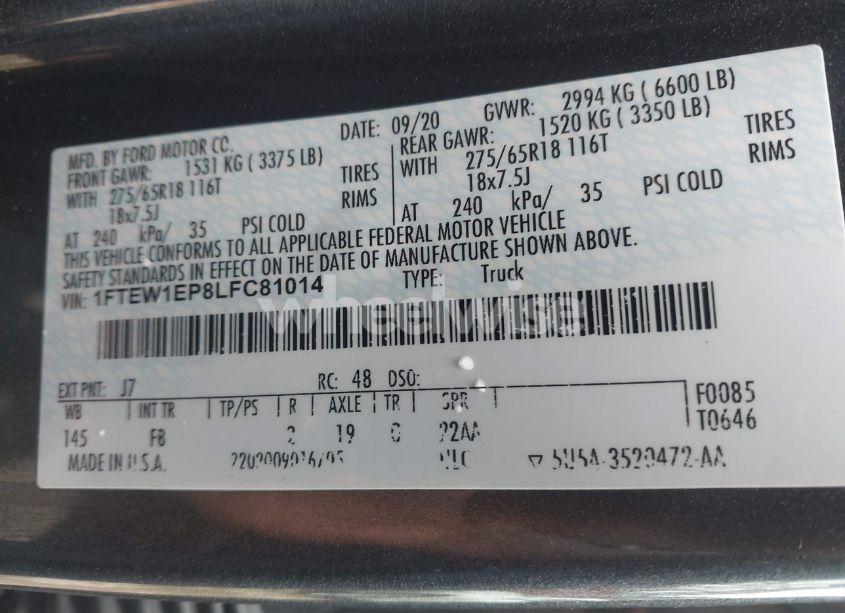 MFD. BY FORD MOTOR CO.
DATE: 09/20
GVWR: 2994 KG ( 6600 LB)
FRONT GAWR: 1531 KG ( 3375 LB)
REAR GAWR: 1520 KG ( 3350 LB)
WITH 275/65R18 116T TIRES
WITH 275/65R18 116T TIRES
18x7.5J RIMS
18x7.5J RIMS
AT 240 kPa/ 35 PSI COLD
AT 240 kPa/ 35 PSI COLD
THIS VEHICLE CONFORMS TO ALL APPLICABLE FEDERAL MOTOR VEHICLE
SAFETY STANDARDS IN EFFECT ON THE DATE OF MANUFACTURE SHOWN ABOVE.
VIN: 1FTEW1EP8LFC81014
TYPE: Truck
wheelwise
EXT PNT: J7
RC: 48 DSO:
WB | INT TR | TP/PS | R | AXLE | TR | SPR
145 FB 2 19 22AA
F0085
T0646
MADE IN U.S.A.